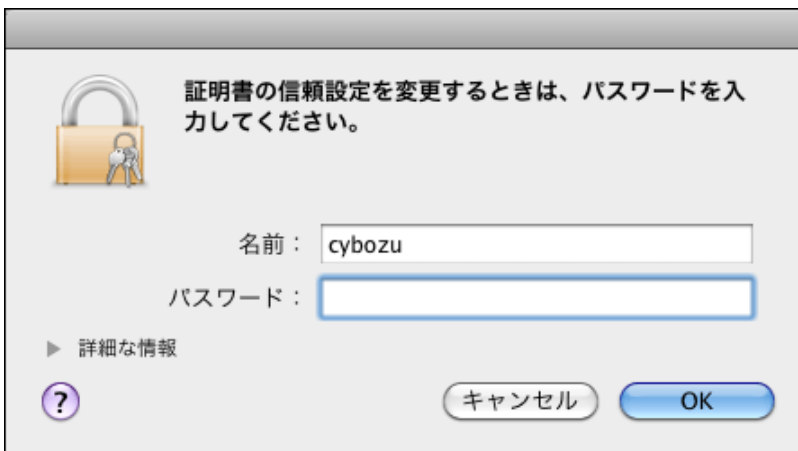 証明書の信頼設定を変更するときは、パスワードを入
力してください。
名前： cybozu
パスワード：
▶ 詳細な情報
? キャンセル OK